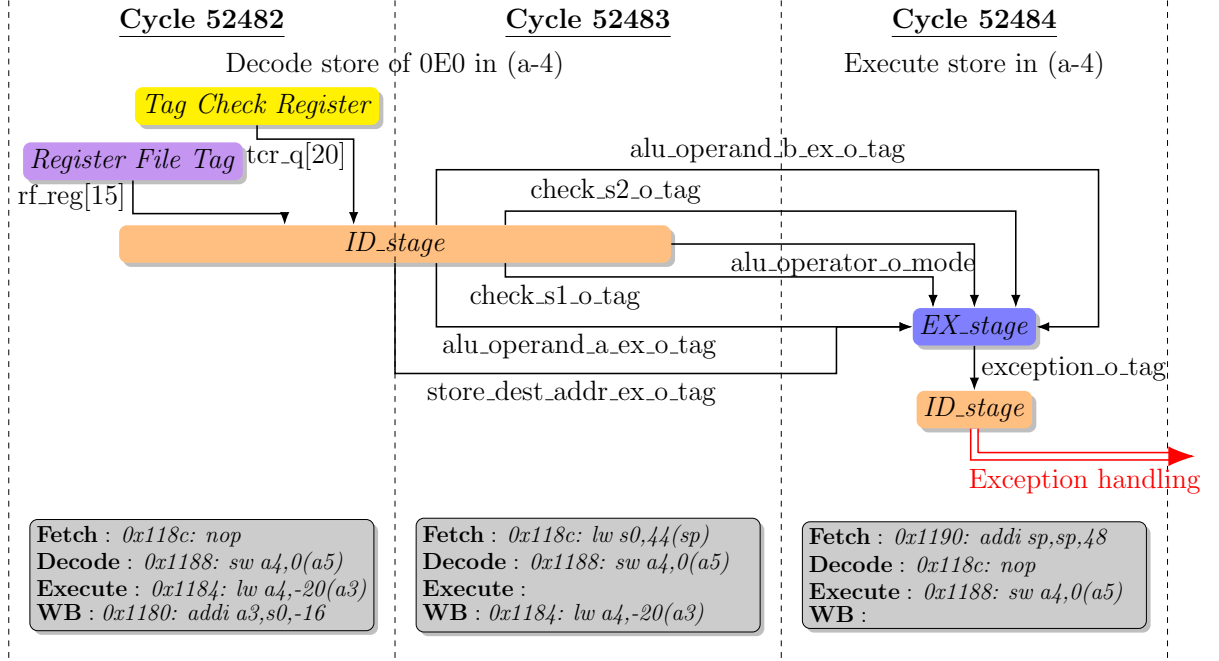 Cycle 52482
Cycle 52483
Cycle 52484
Decode store of 0E0 in (a-4)
Execute store in (a-4)
Tag Check Register
Register File Tag
tcr_q[20]
rf_reg[15]
ID_stage
alu_operand_b_ex_o_tag
check_s2_o_tag
alu_operator_o_mode
check_s1_o_tag
EX_stage
alu_operand_a_ex_o_tag
exception_o_tag
store_dest_addr_ex_o_tag
ID_stage
Exception handling
Fetch : 0x118c: nop
Decode : 0x1188: sw a4,0(a5)
Execute : 0x1184: lw a4,-20(a3)
WB : 0x1180: addi a3,s0,-16
Fetch : 0x118c: lw s0,44(sp)
Decode : 0x1188: sw a4,0(a5)
Execute :
WB : 0x1184: lw a4,-20(a3)
Fetch : 0x1190: addi sp,sp,48
Decode : 0x118c: nop
Execute : 0x1188: sw a4,0(a5)
WB :